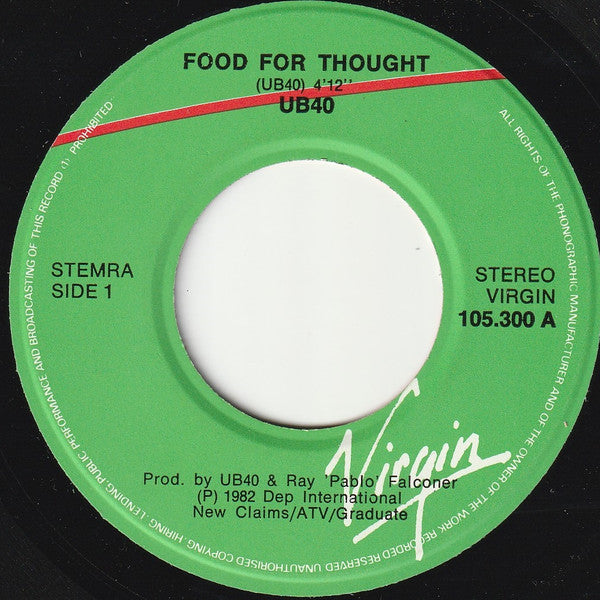 FOOD FOR THOUGHT
(UB40) 4'12''
UB40
STEMRA
SIDE 1
STEREO
VIRGIN
105.300 A
Prod. by UB40 & Ray 'Pablo' Falconer
(P) 1982 Dep International
New Claims/ATV/Graduate
Virgin
ALL RIGHTS OF THE PHONOGRAPHIC MANUFACTURER AND OF THE OWNER OF THE WORK RECORDED RESERVED UNAUTHORISED COPYING·HIRING·LENDING·PUBLIC PERFORMANCE AND BROADCASTING OF THIS RECORD (1) PROHIBITED